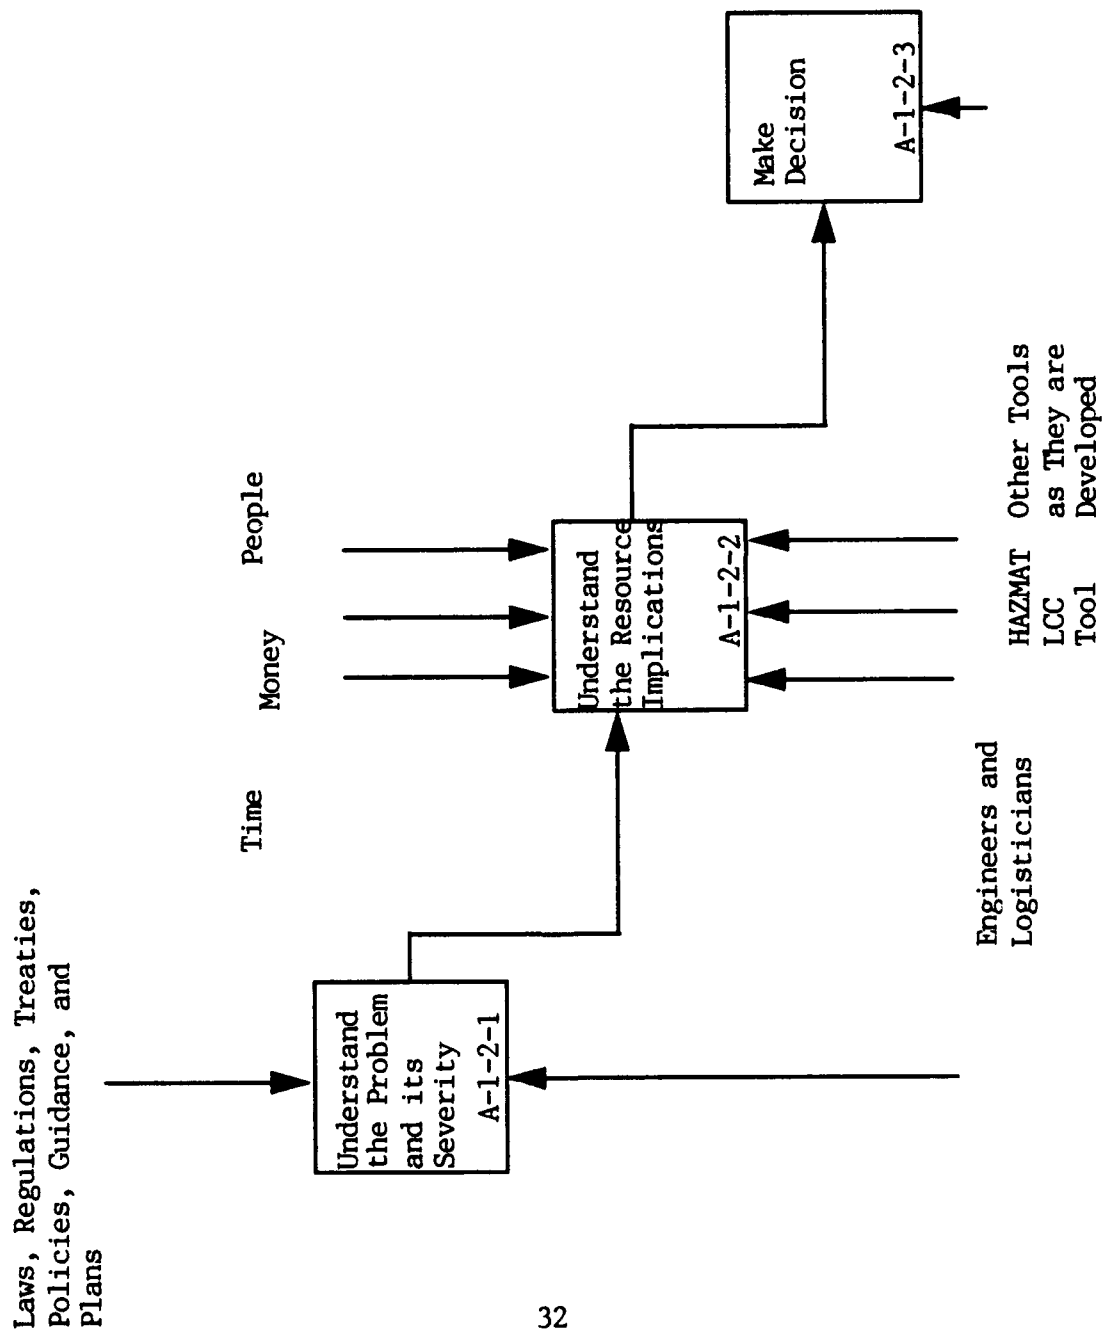 Laws, Regulations, Treaties,
Policies, Guidance, and
Plans
Time
Money
People
Understand
the Problem
and its
Severity
A-1-2-1
Understand
the Resource
Implications
A-1-2-2
Make
Decision
A-1-2-3
Engineers and
Logisticians
HAZMAT
LCC
Tool
Other Tools
as They are
Developed
32